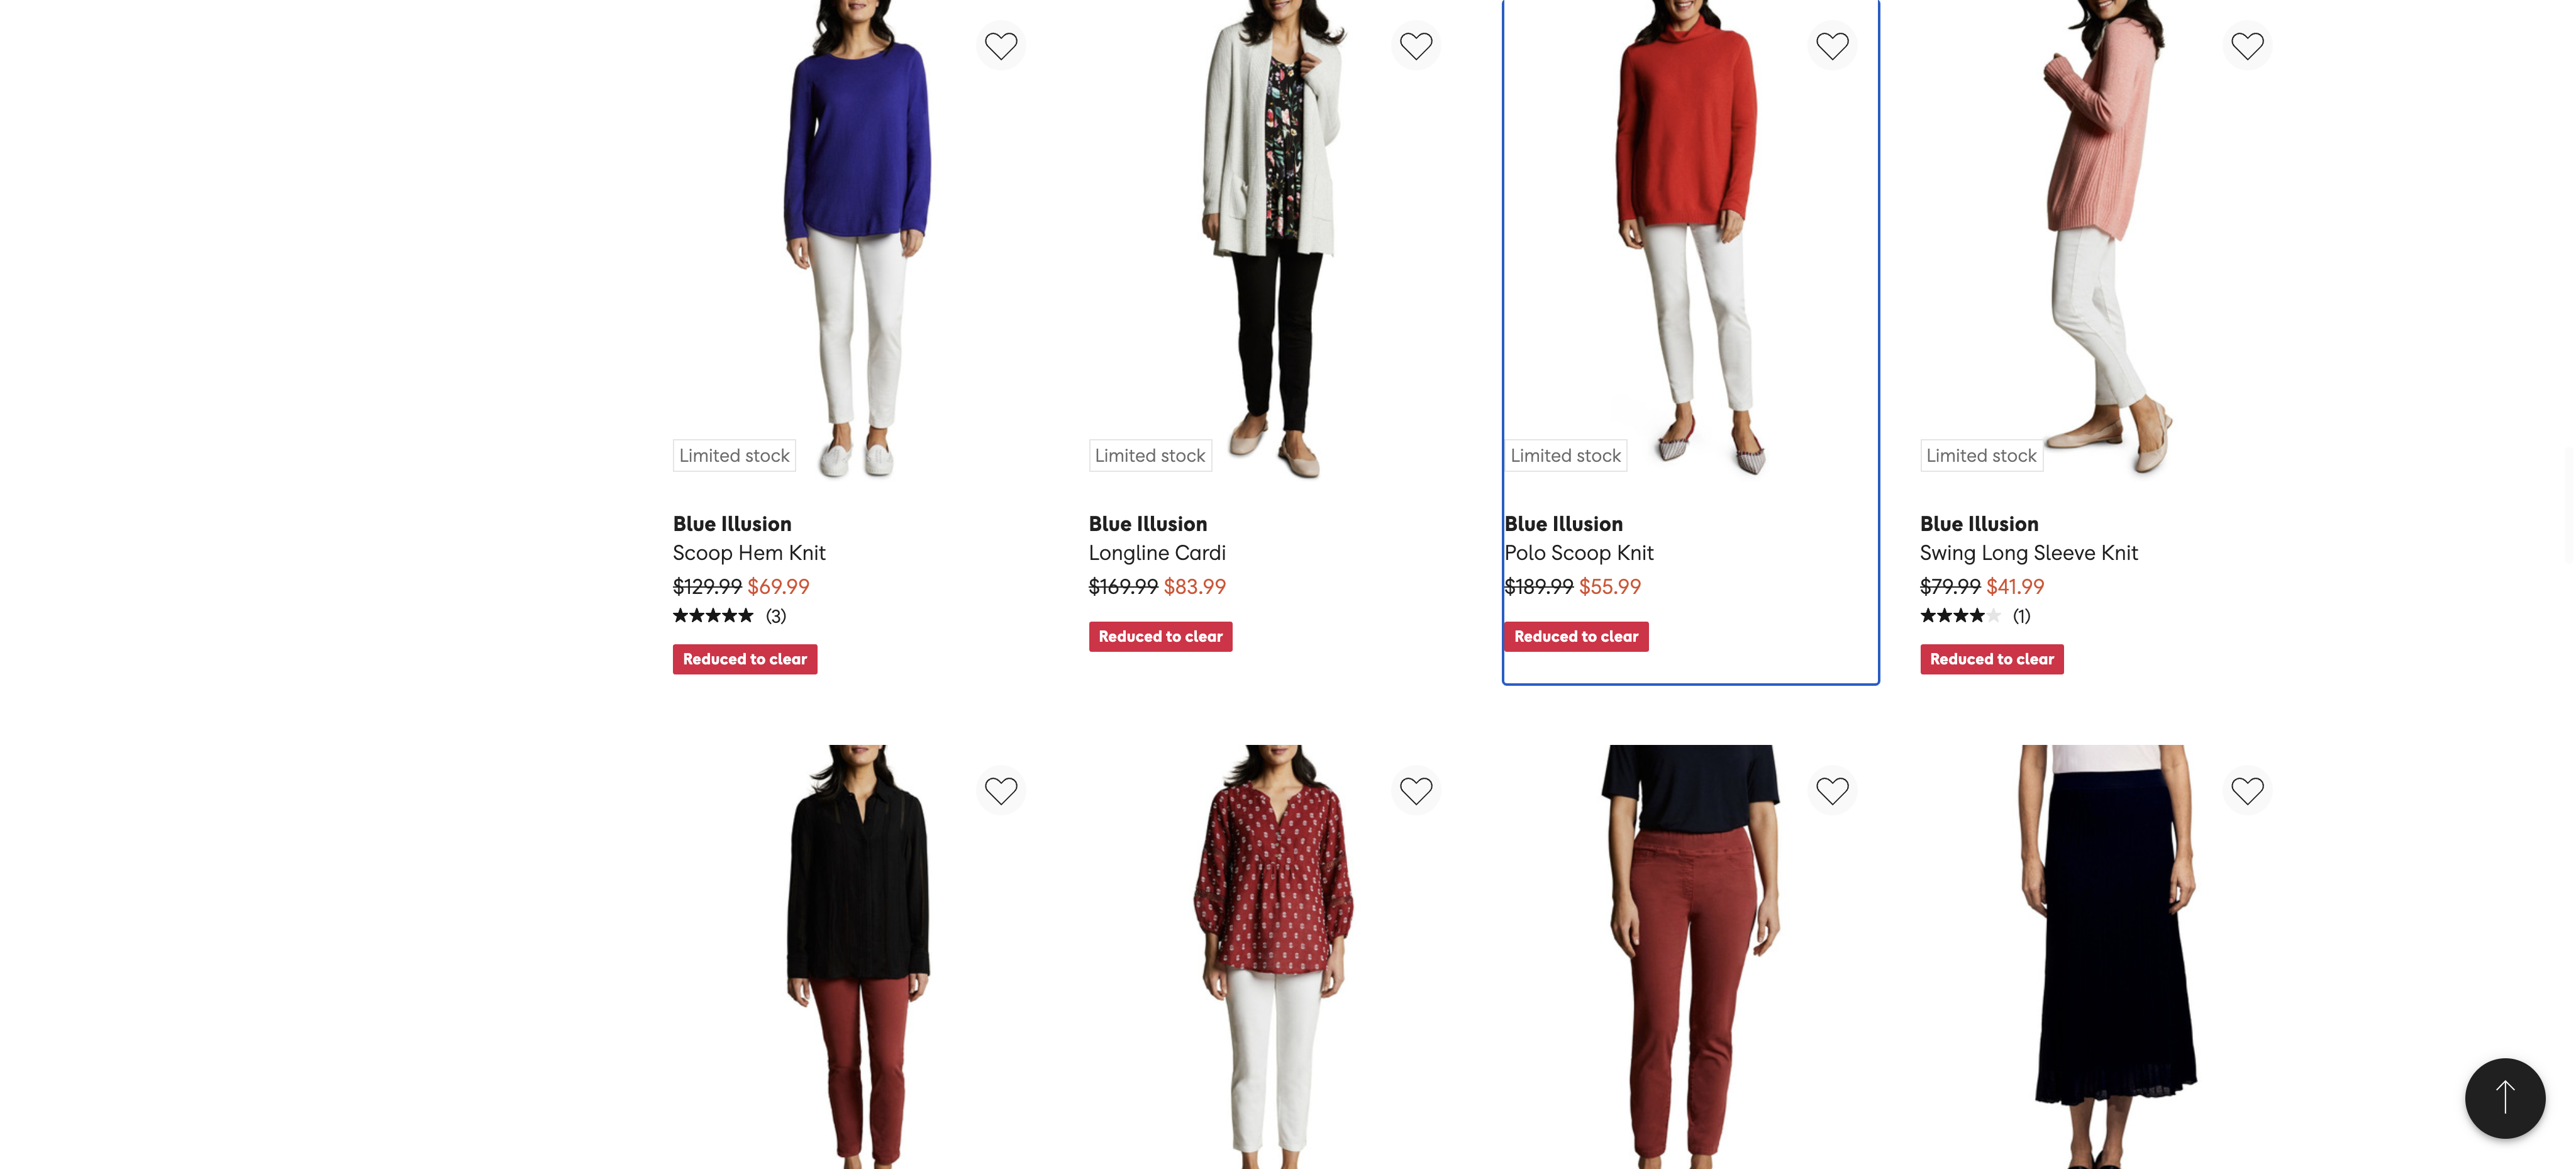 Limited stock
Limited stock
Limited stock
Limited stock
Blue Illusion
Scoop Hem Knit
$129.99 $69.99
(3)
Reduced to clear
Blue Illusion
Longline Cardi
$169.99 $83.99
Reduced to clear
Blue Illusion
Polo Scoop Knit
$189.99 $55.99
Reduced to clear
Blue Illusion
Swing Long Sleeve Knit
$79.99 $41.99
(1)
Reduced to clear